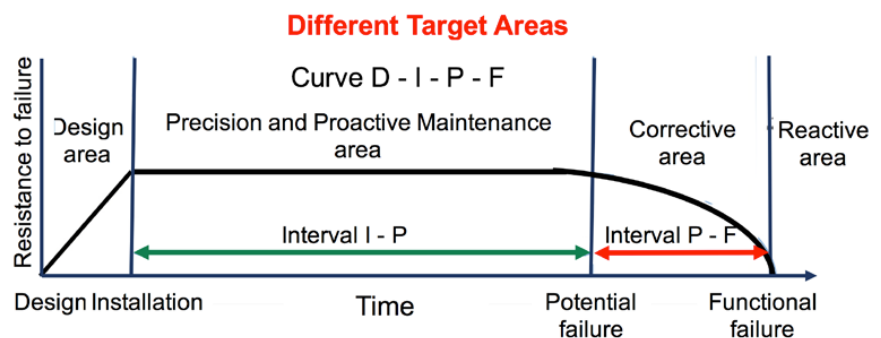 Different Target Areas
Curve D - I - P - F
Resistance to failure
Design
area
Precision and Proactive Maintenance
area
Corrective
area
Reactive
area
Interval I - P
Interval P - F
Design
Installation
Time
Potential
failure
Functional
failure